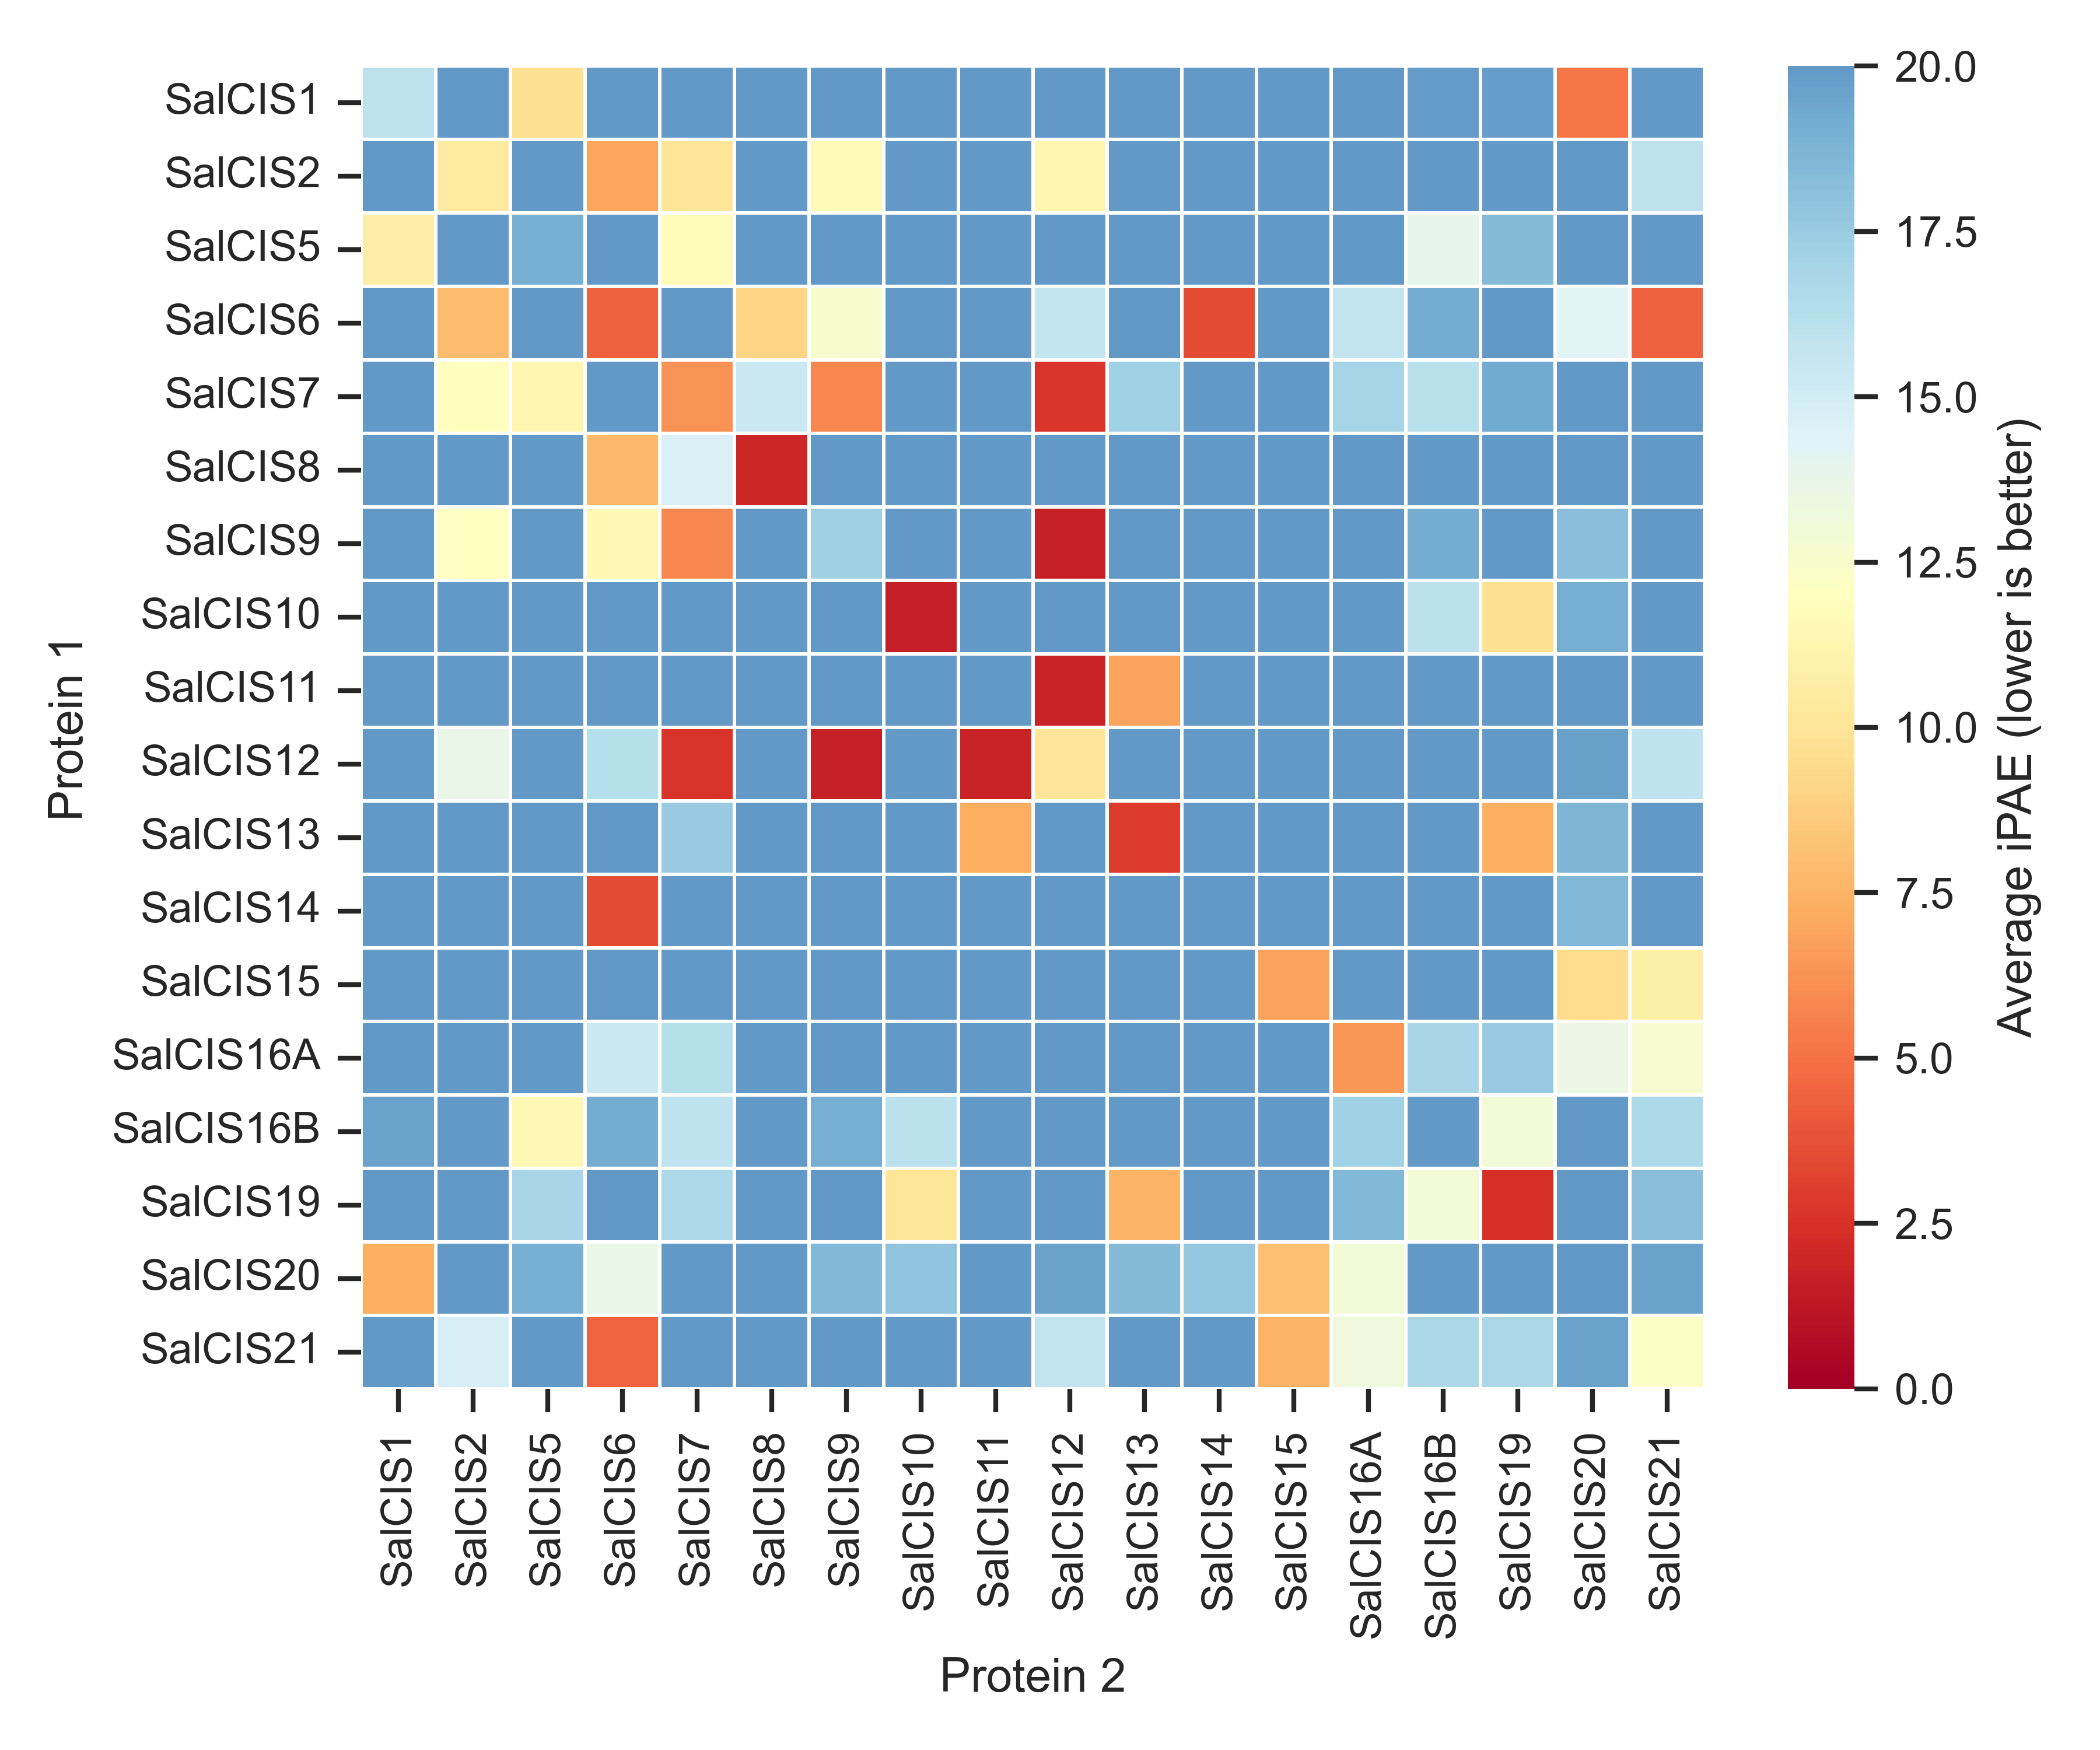 SalCIS1
SalCIS2
SalCIS5
SalCIS6
SalCIS7
SalCIS8
SalCIS9
SalCIS10
SalCIS11
SalCIS12
SalCIS13
SalCIS14
SalCIS15
SalCIS16A
SalCIS16B
SalCIS19
SalCIS20
SalCIS21
Protein 1
SalCIS1
SalCIS2
SalCIS5
SalCIS6
SalCIS7
SalCIS8
SalCIS9
SalCIS10
SalCIS11
SalCIS12
SalCIS13
SalCIS14
SalCIS15
SalCIS16A
SalCIS16B
SalCIS19
SalCIS20
SalCIS21
Protein 2
20.0
17.5
15.0
12.5
10.0
7.5
5.0
2.5
0.0
Average iPAE (lower is better)